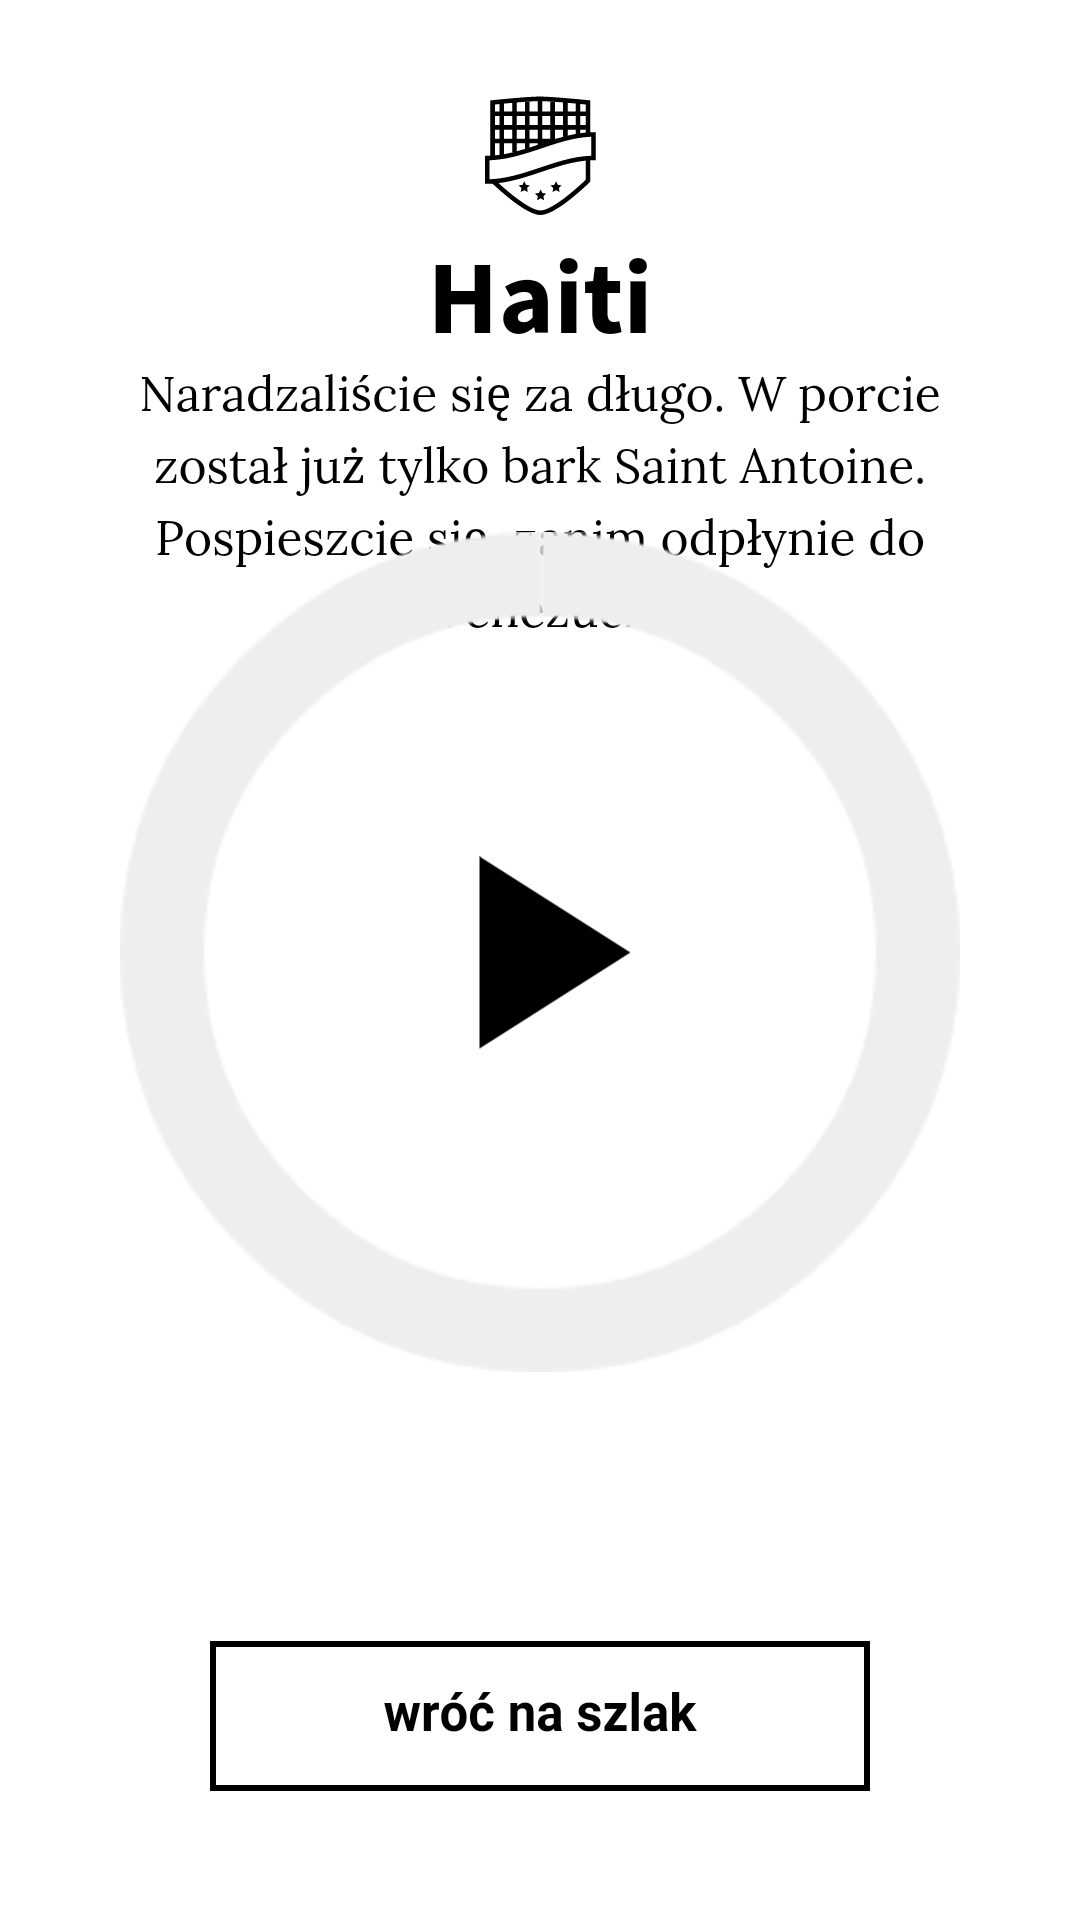 Haiti
Naradzaliście się za długo. W porcie
został już tylko bark Saint Antoine.
Pospieszcie się, zanim odpłynie do
wróć na szlak